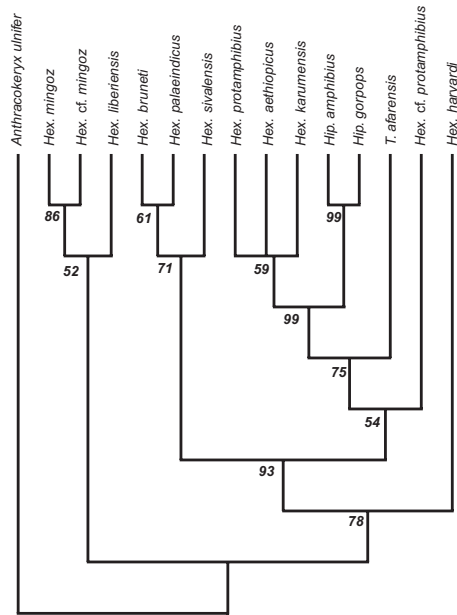 Anthracokeryx ulnifer
Hex. mingoz
Hex. cf. mingoz
Hex. liberiensis
Hex. bruneti
Hex. palaeindicus
Hex. sivalensis
Hex. protamphibius
Hex. aethiopicus
Hex. karumensis
Hip. amphibius
Hip. gorgops
T. afarensis
Hex. cf. protamphibius
Hex. harvardi
86
61
99
52
71
59
99
75
54
93
78